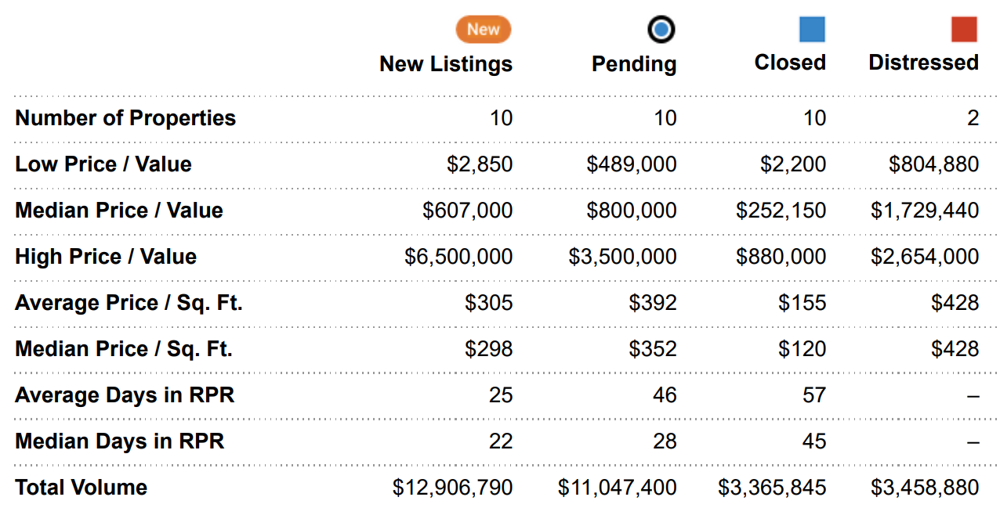 New
New Listings Pending Closed Distressed
Number of Properties 10 10 10 2
Low Price / Value $2,850 $489,000 $2,200 $804,880
Median Price / Value $607,000 $800,000 $252,150 $1,729,440
High Price / Value $6,500,000 $3,500,000 $880,000 $2,654,000
Average Price / Sq. Ft. $305 $392 $155 $428
Median Price / Sq. Ft. $298 $352 $120 $428
Average Days in RPR 25 46 57 –
Median Days in RPR 22 28 45 –
Total Volume $12,906,790 $11,047,400 $3,365,845 $3,458,880